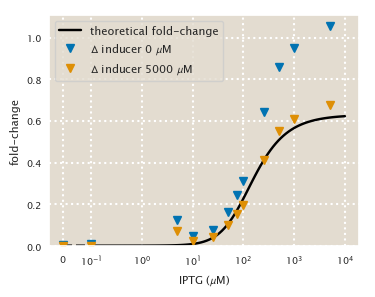 theoretical fold−change
Δ inducer 0 μM
Δ inducer 5000 μM
fold−change
1.0
0.8
0.6
0.4
0.2
0.0
0 10⁻¹ 10⁰ 10¹ 10² 10³ 10⁴
IPTG (μM)